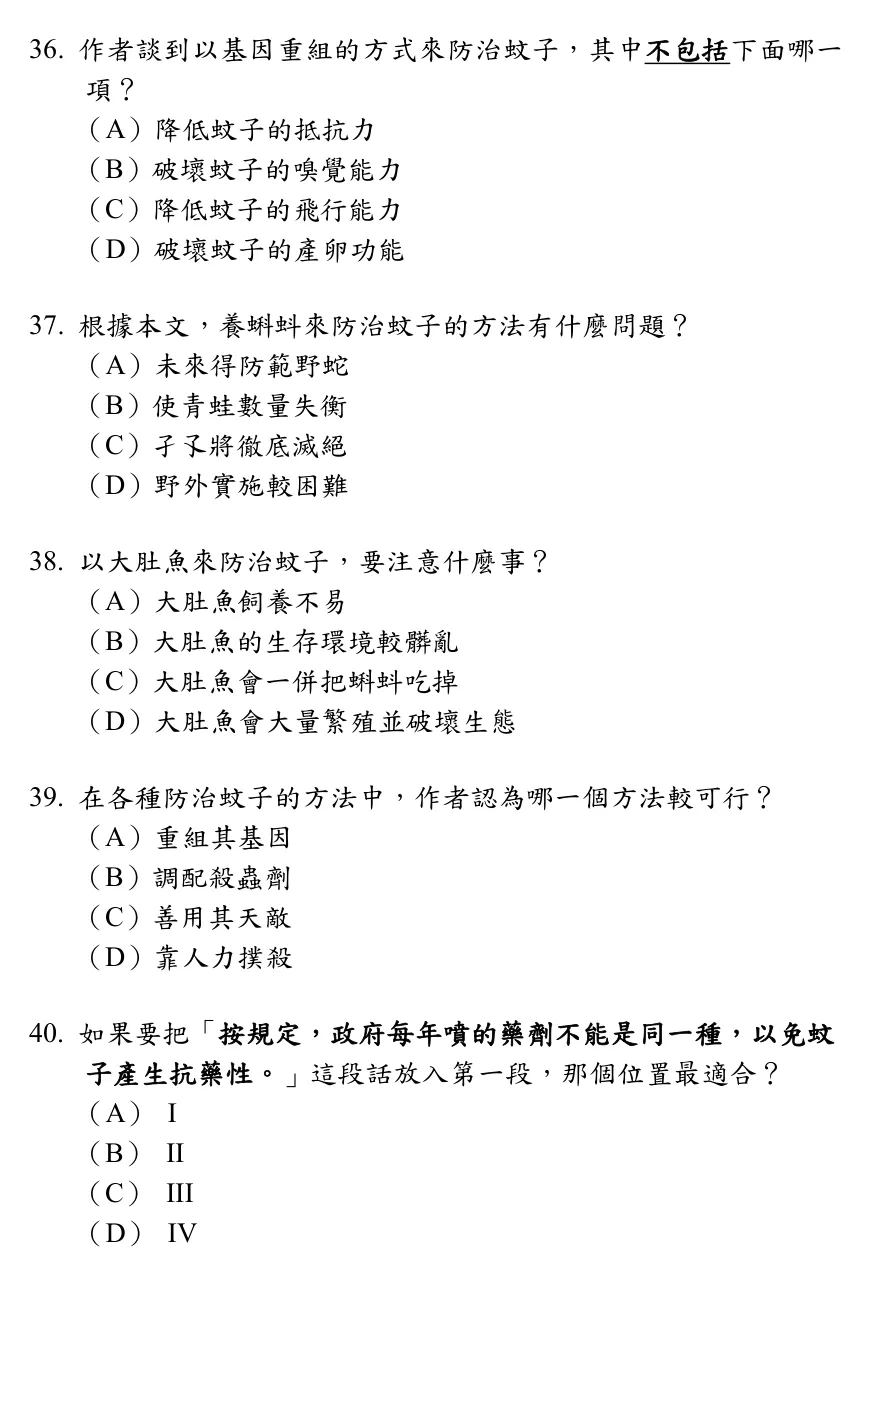 36. 作者談到以基因重組的方式來防治蚊子，其中不包括下面哪一
項？
（A）降低蚊子的抵抗力
（B）破壞蚊子的嗅覺能力
（C）降低蚊子的飛行能力
（D）破壞蚊子的產卵功能
37. 根據本文，養蝌蚪來防治蚊子的方法有什麼問題？
（A）未來得防範野蛇
（B）使青蛙數量失衡
（C）孑孓將徹底滅絕
（D）野外實施較困難
38. 以大肚魚來防治蚊子，要注意什麼事？
（A）大肚魚飼養不易
（B）大肚魚的生存環境較髒亂
（C）大肚魚會一併把蝌蚪吃掉
（D）大肚魚會大量繁殖並破壞生態
39. 在各種防治蚊子的方法中，作者認為哪一個方法較可行？
（A）重組其基因
（B）調配殺蟲劑
（C）善用其天敵
（D）靠人力撲殺
40. 如果要把「按規定，政府每年噴的藥劑不能是同一種，以免蚊
子產生抗藥性。」這段話放入第一段，那個位置最適合？
（A） I
（B） II
（C） III
（D） IV